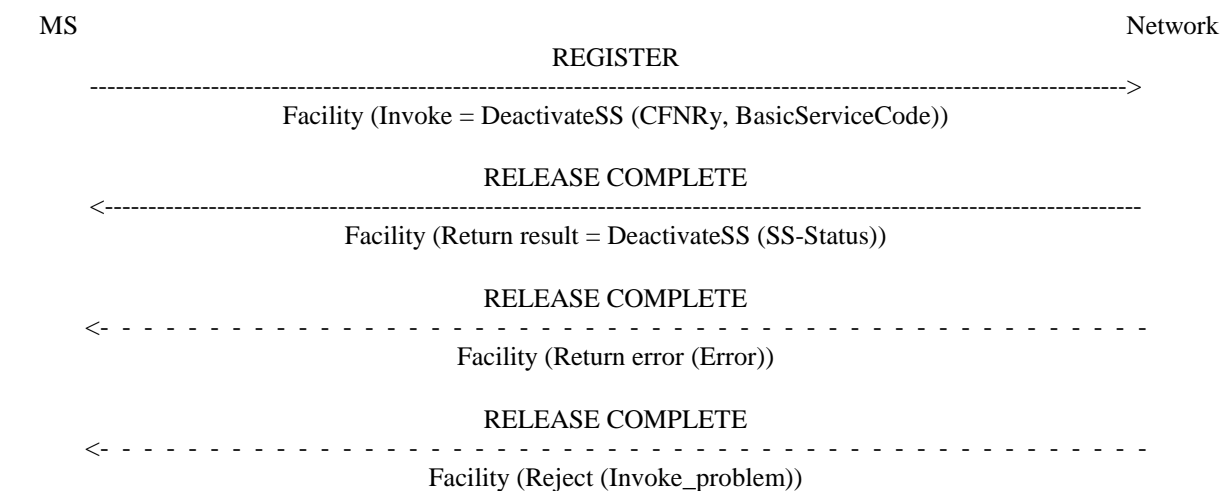 MS Network
REGISTER
------------------------------------------------------------------------------------------------------------------------>
Facility (Invoke = DeactivateSS (CFNRy, BasicServiceCode))
RELEASE COMPLETE
<------------------------------------------------------------------------------------------------------------------------
Facility (Return result = DeactivateSS (SS-Status))
RELEASE COMPLETE
<- - - - - - - - - - - - - - - - - - - - - - - - - - - - - - - - - - - - - - - - - - - - - - - - -
Facility (Return error (Error))
RELEASE COMPLETE
<- - - - - - - - - - - - - - - - - - - - - - - - - - - - - - - - - - - - - - - - - - - - - - - - -
Facility (Reject (Invoke_problem))